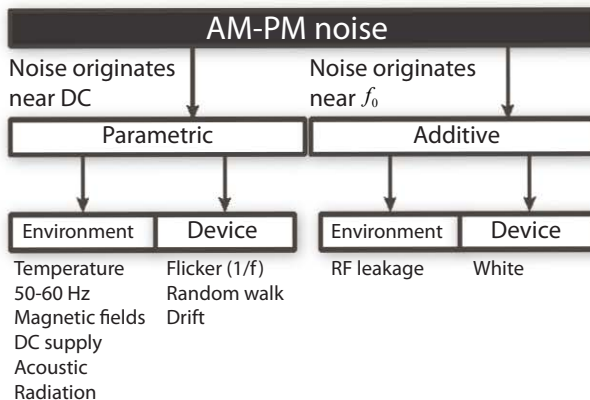 AM-PM noise
Noise originates
near DC
Noise originates
near f₀
Parametric
Additive
Environment
Device
Environment
Device
Temperature
50-60 Hz
Magnetic fields
DC supply
Acoustic
Radiation
Flicker (1/f)
Random walk
Drift
RF leakage
White